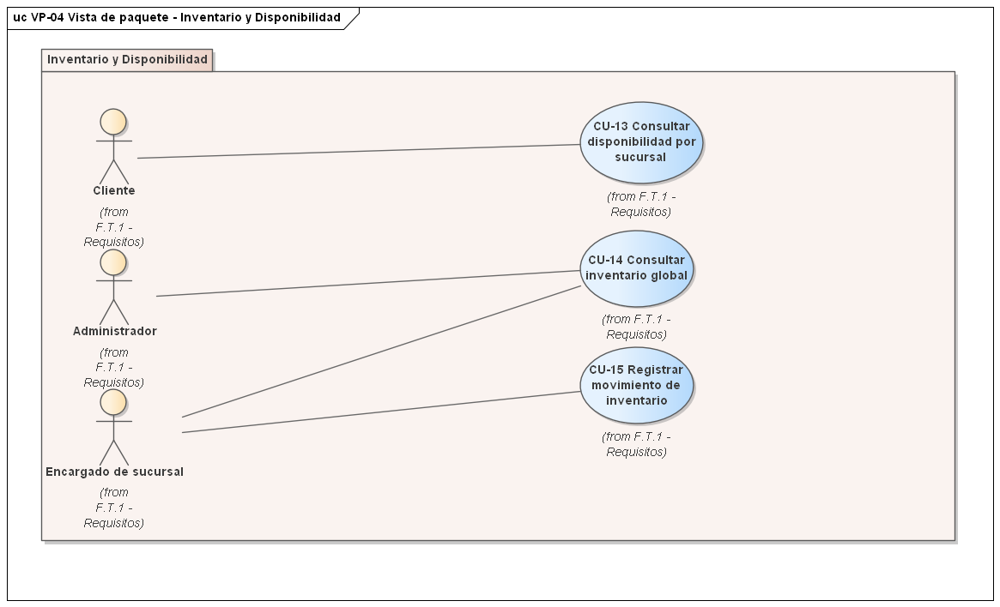 uc VP-04 Vista de paquete - Inventario y Disponibilidad
Inventario y Disponibilidad
Cliente
(from
F.T.1 -
Requisitos)
Administrador
(from
F.T.1 -
Requisitos)
Encargado de sucursal
(from
F.T.1 -
Requisitos)
CU-13 Consultar
disponibilidad por
sucursal
(from F.T.1 -
Requisitos)
CU-14 Consultar
inventario global
(from F.T.1 -
Requisitos)
CU-15 Registrar
movimiento de
inventario
(from F.T.1 -
Requisitos)